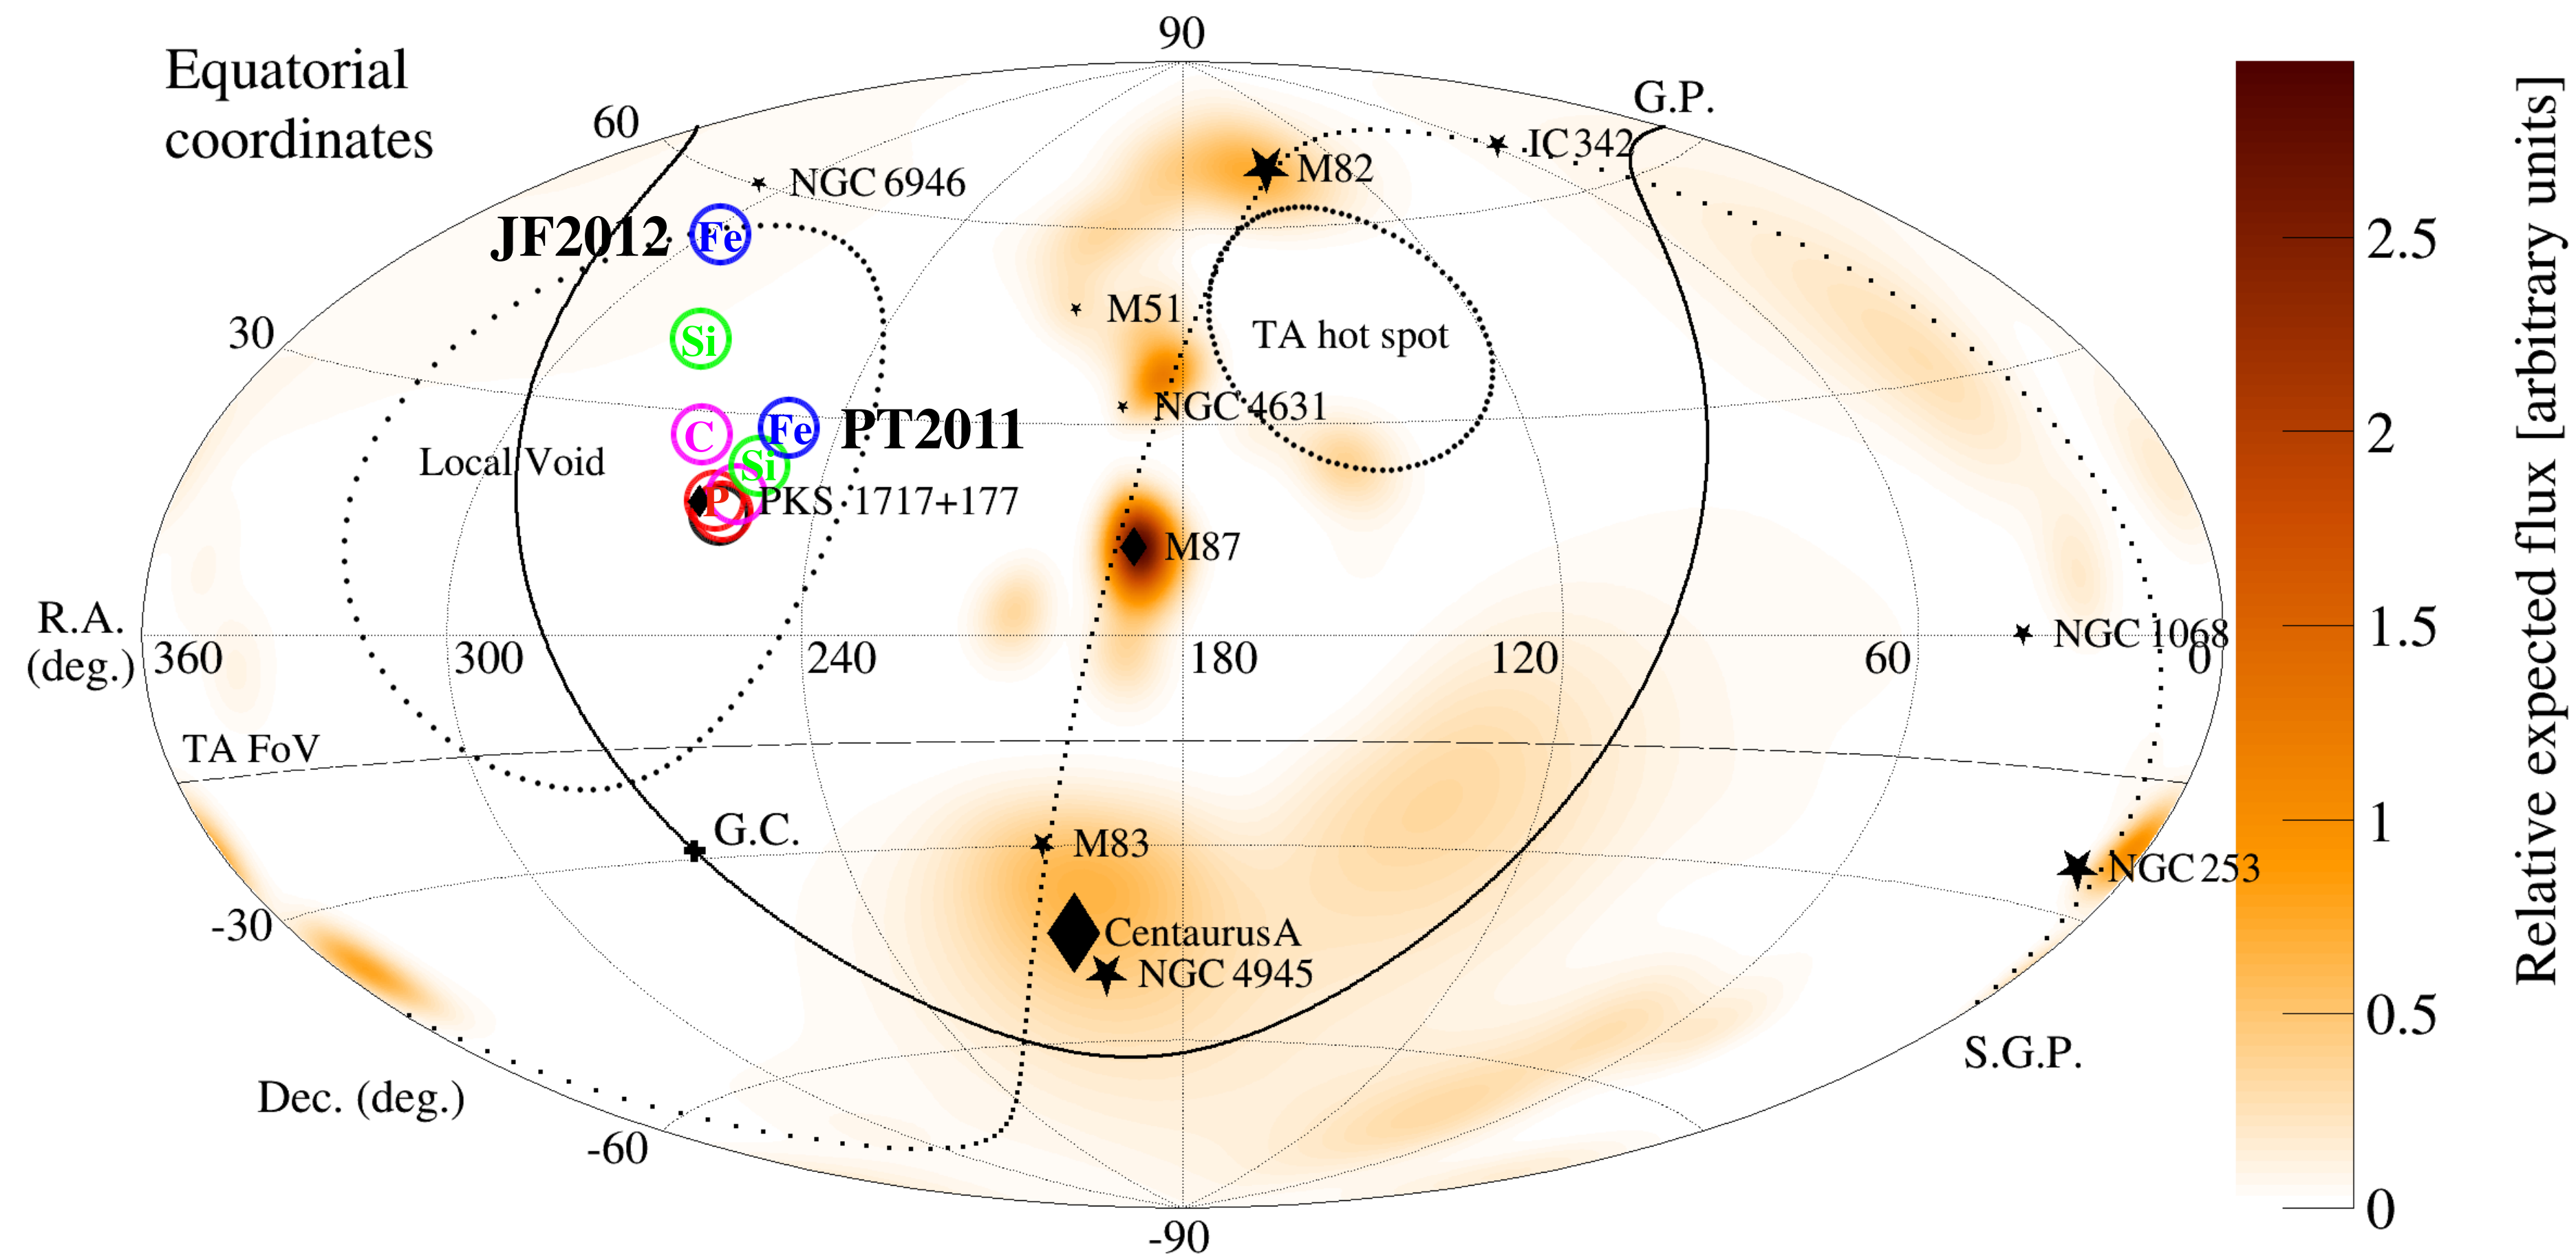 Equatorial
coordinates
90
G.P.
60
IC 342
M82
NGC 6946
JF2012
Fe
M51
30
Si
TA hot spot
NGC 4631
C
Fe
PT2011
Local Void
Si
P
PKS 1717+177
M87
R.A.
(deg.)
360
300
240
180
120
60
0
NGC 1068
TA FoV
G.C.
M83
NGC 253
-30
Centaurus A
NGC 4945
S.G.P.
Dec. (deg.)
-60
-90
2.5
2
1.5
1
0.5
0
Relative expected flux [arbitrary units]